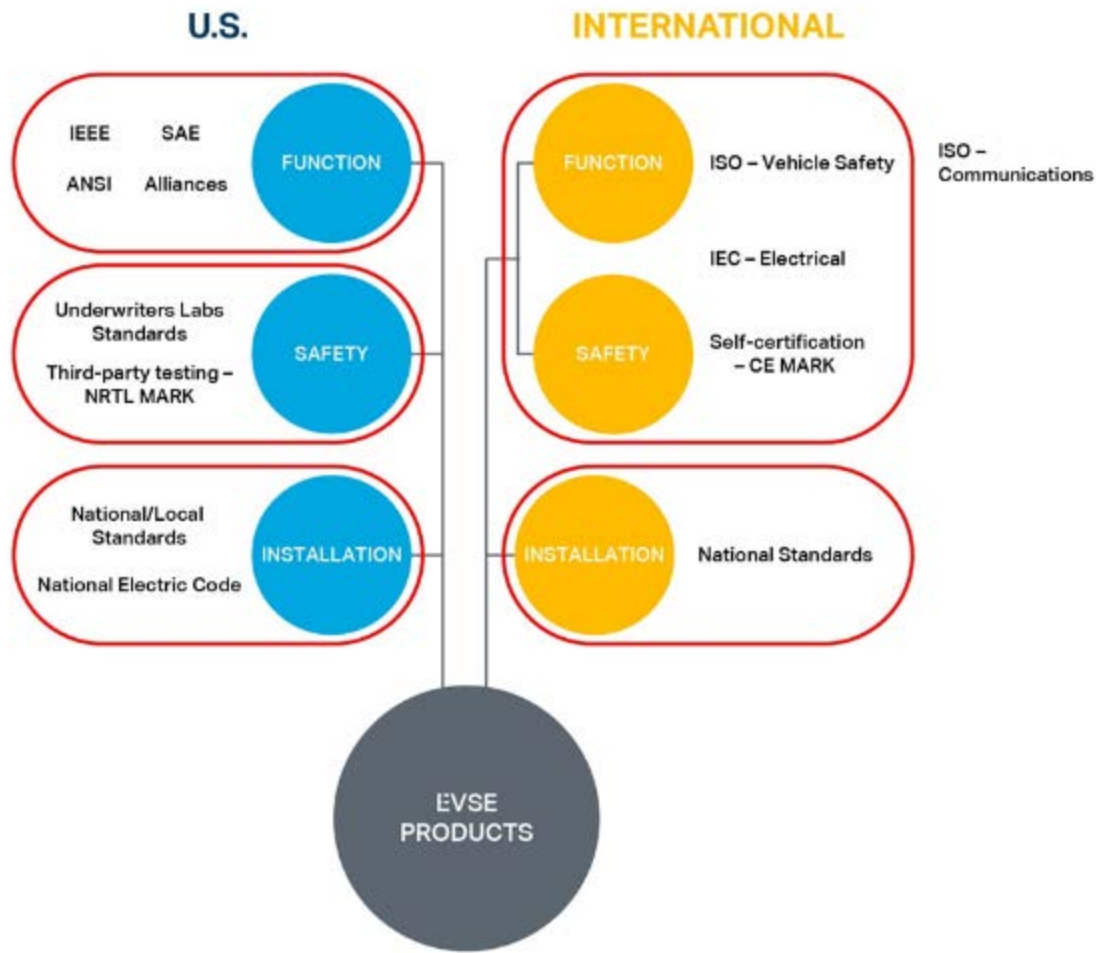 U.S.
INTERNATIONAL
IEEE SAE
ANSI Alliances
FUNCTION
Underwriters Labs
Standards
Third-party testing –
NRTL MARK
SAFETY
National/Local
Standards
National Electric Code
INSTALLATION
FUNCTION
ISO – Vehicle Safety
ISO –
Communications
IEC – Electrical
SAFETY
Self-certification
– CE MARK
INSTALLATION
National Standards
EVSE
PRODUCTS